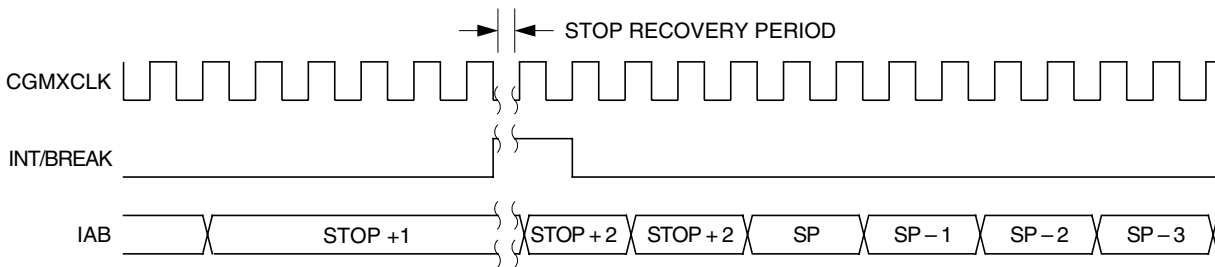 STOP RECOVERY PERIOD
CGMXCLK
INT/BREAK
IAB
STOP +1
STOP + 2
STOP + 2
SP
SP – 1
SP – 2
SP – 3